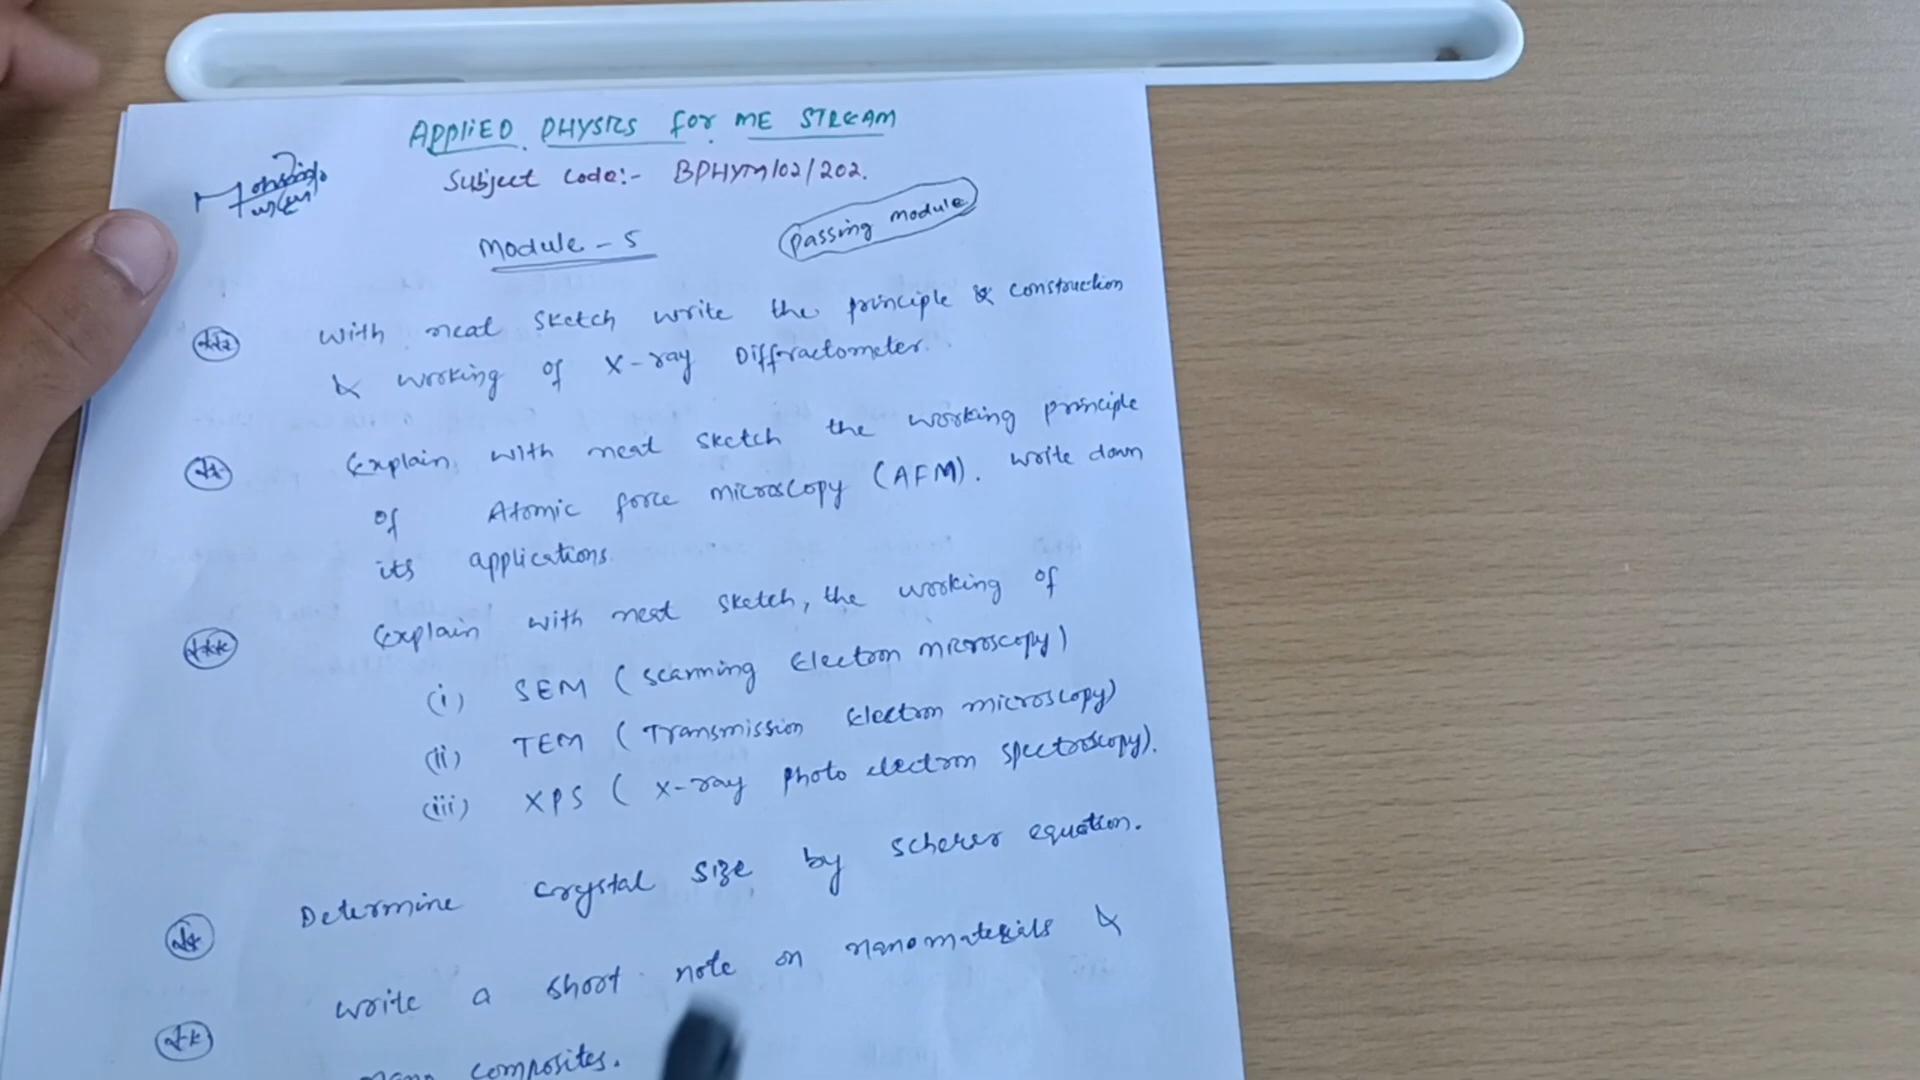 APPLIED PHYSICS for ME STREAM
Subject Code:- BPHYM102/202.
Module - 5
Passing module
With neat sketch write the principle & construction
& working of X-ray Diffractometer.
Explain with neat sketch the working principle
of Atomic force microscopy (AFM). Write down
its applications.
Explain with neat sketch, the working of
(i) SEM (Scanning Electron microscopy)
(ii) TEM (Transmission Electron microscopy)
(iii) XPS (X-ray photo electron spectroscopy).
Determine crystal size by scherer equation.
write a short note on nanomaterials &
nano composites.